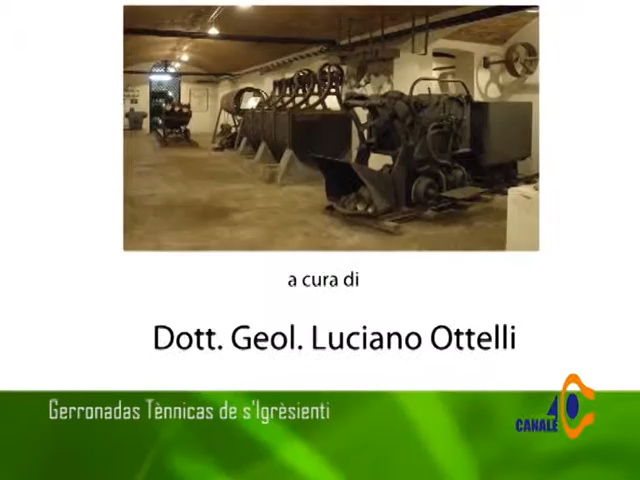 a cura di
Dott. Geol. Luciano Ottelli
Gerronadas Tènnicas de s'Igrèsienti
CANALE 40